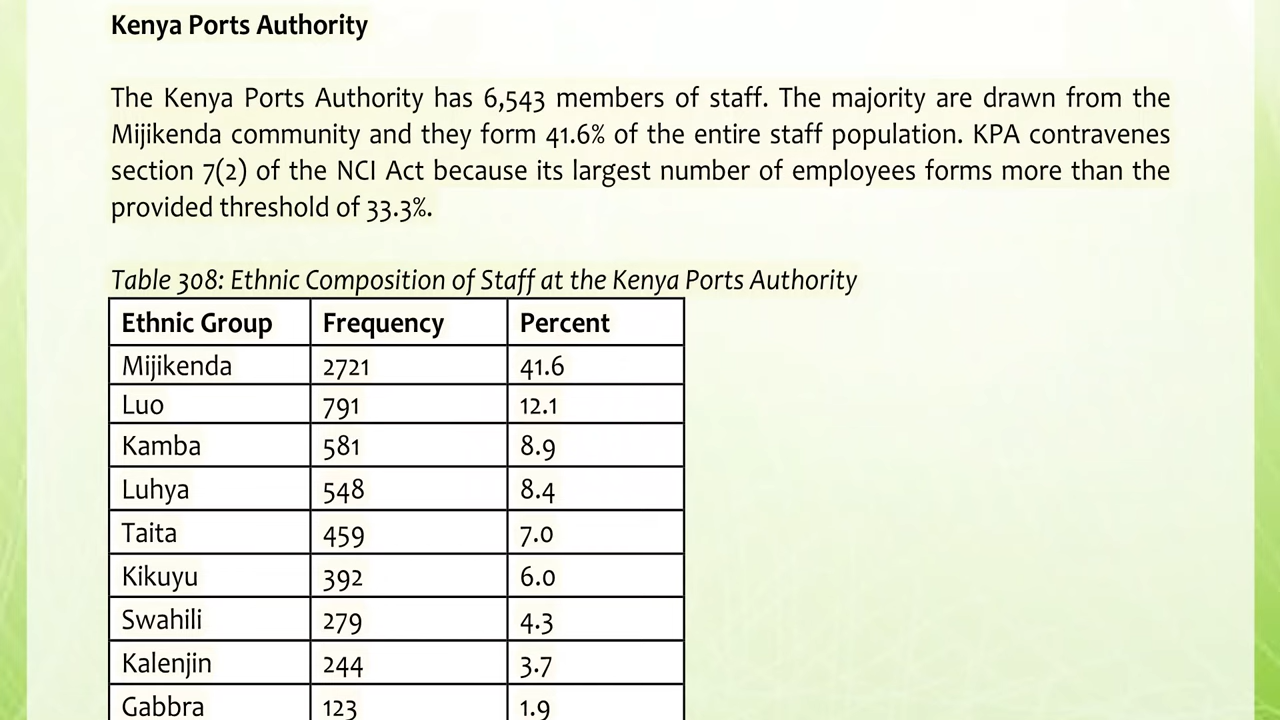 Kenya Ports Authority
The Kenya Ports Authority has 6,543 members of staff. The majority are drawn from the
Mijikenda community and they form 41.6% of the entire staff population. KPA contravenes
section 7(2) of the NCI Act because its largest number of employees forms more than the
provided threshold of 33.3%.
Table 308: Ethnic Composition of Staff at the Kenya Ports Authority
Ethnic Group Frequency Percent
Mijikenda 2721 41.6
Luo 791 12.1
Kamba 581 8.9
Luhya 548 8.4
Taita 459 7.0
Kikuyu 392 6.0
Swahili 279 4.3
Kalenjin 244 3.7
Gabbra 123 1.9